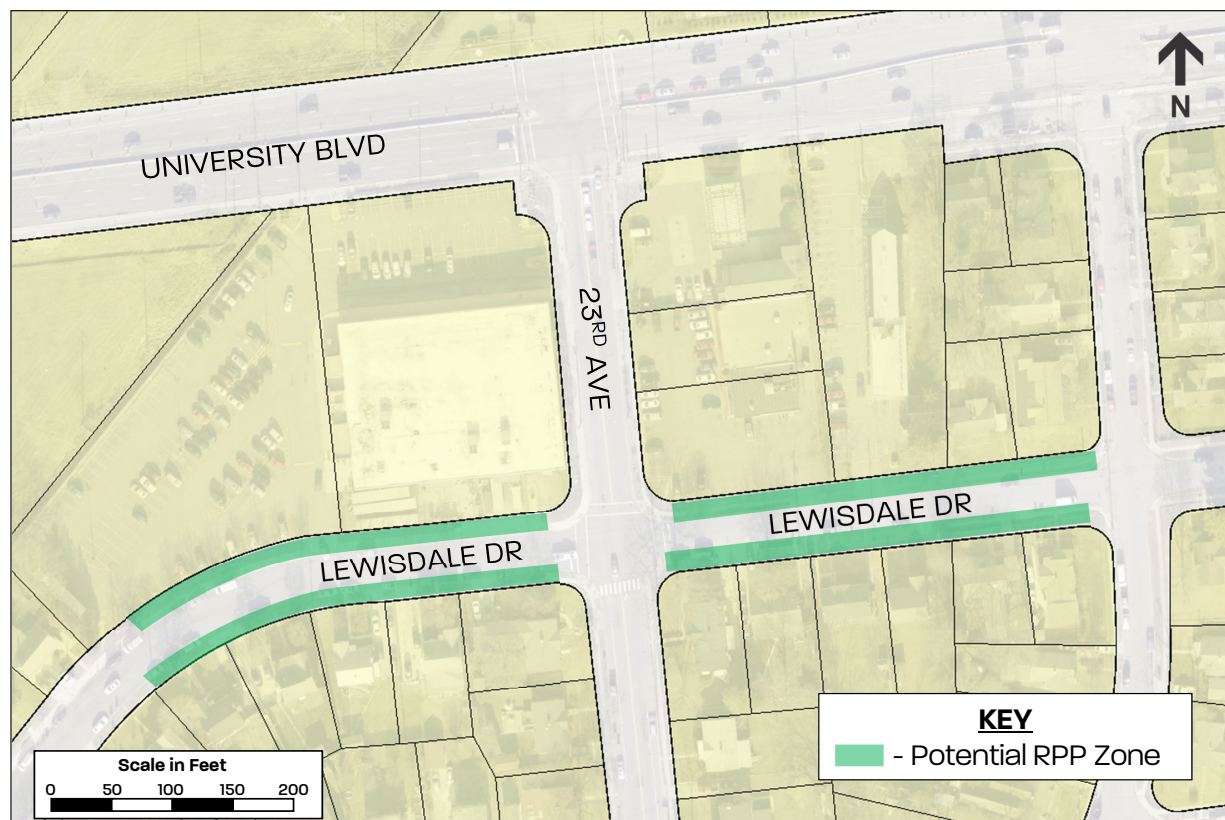 N
UNIVERSITY BLVD
23RD AVE
LEWISDALE DR
LEWISDALE DR
KEY
- Potential RPP Zone
Scale in Feet
0 50 100 150 200